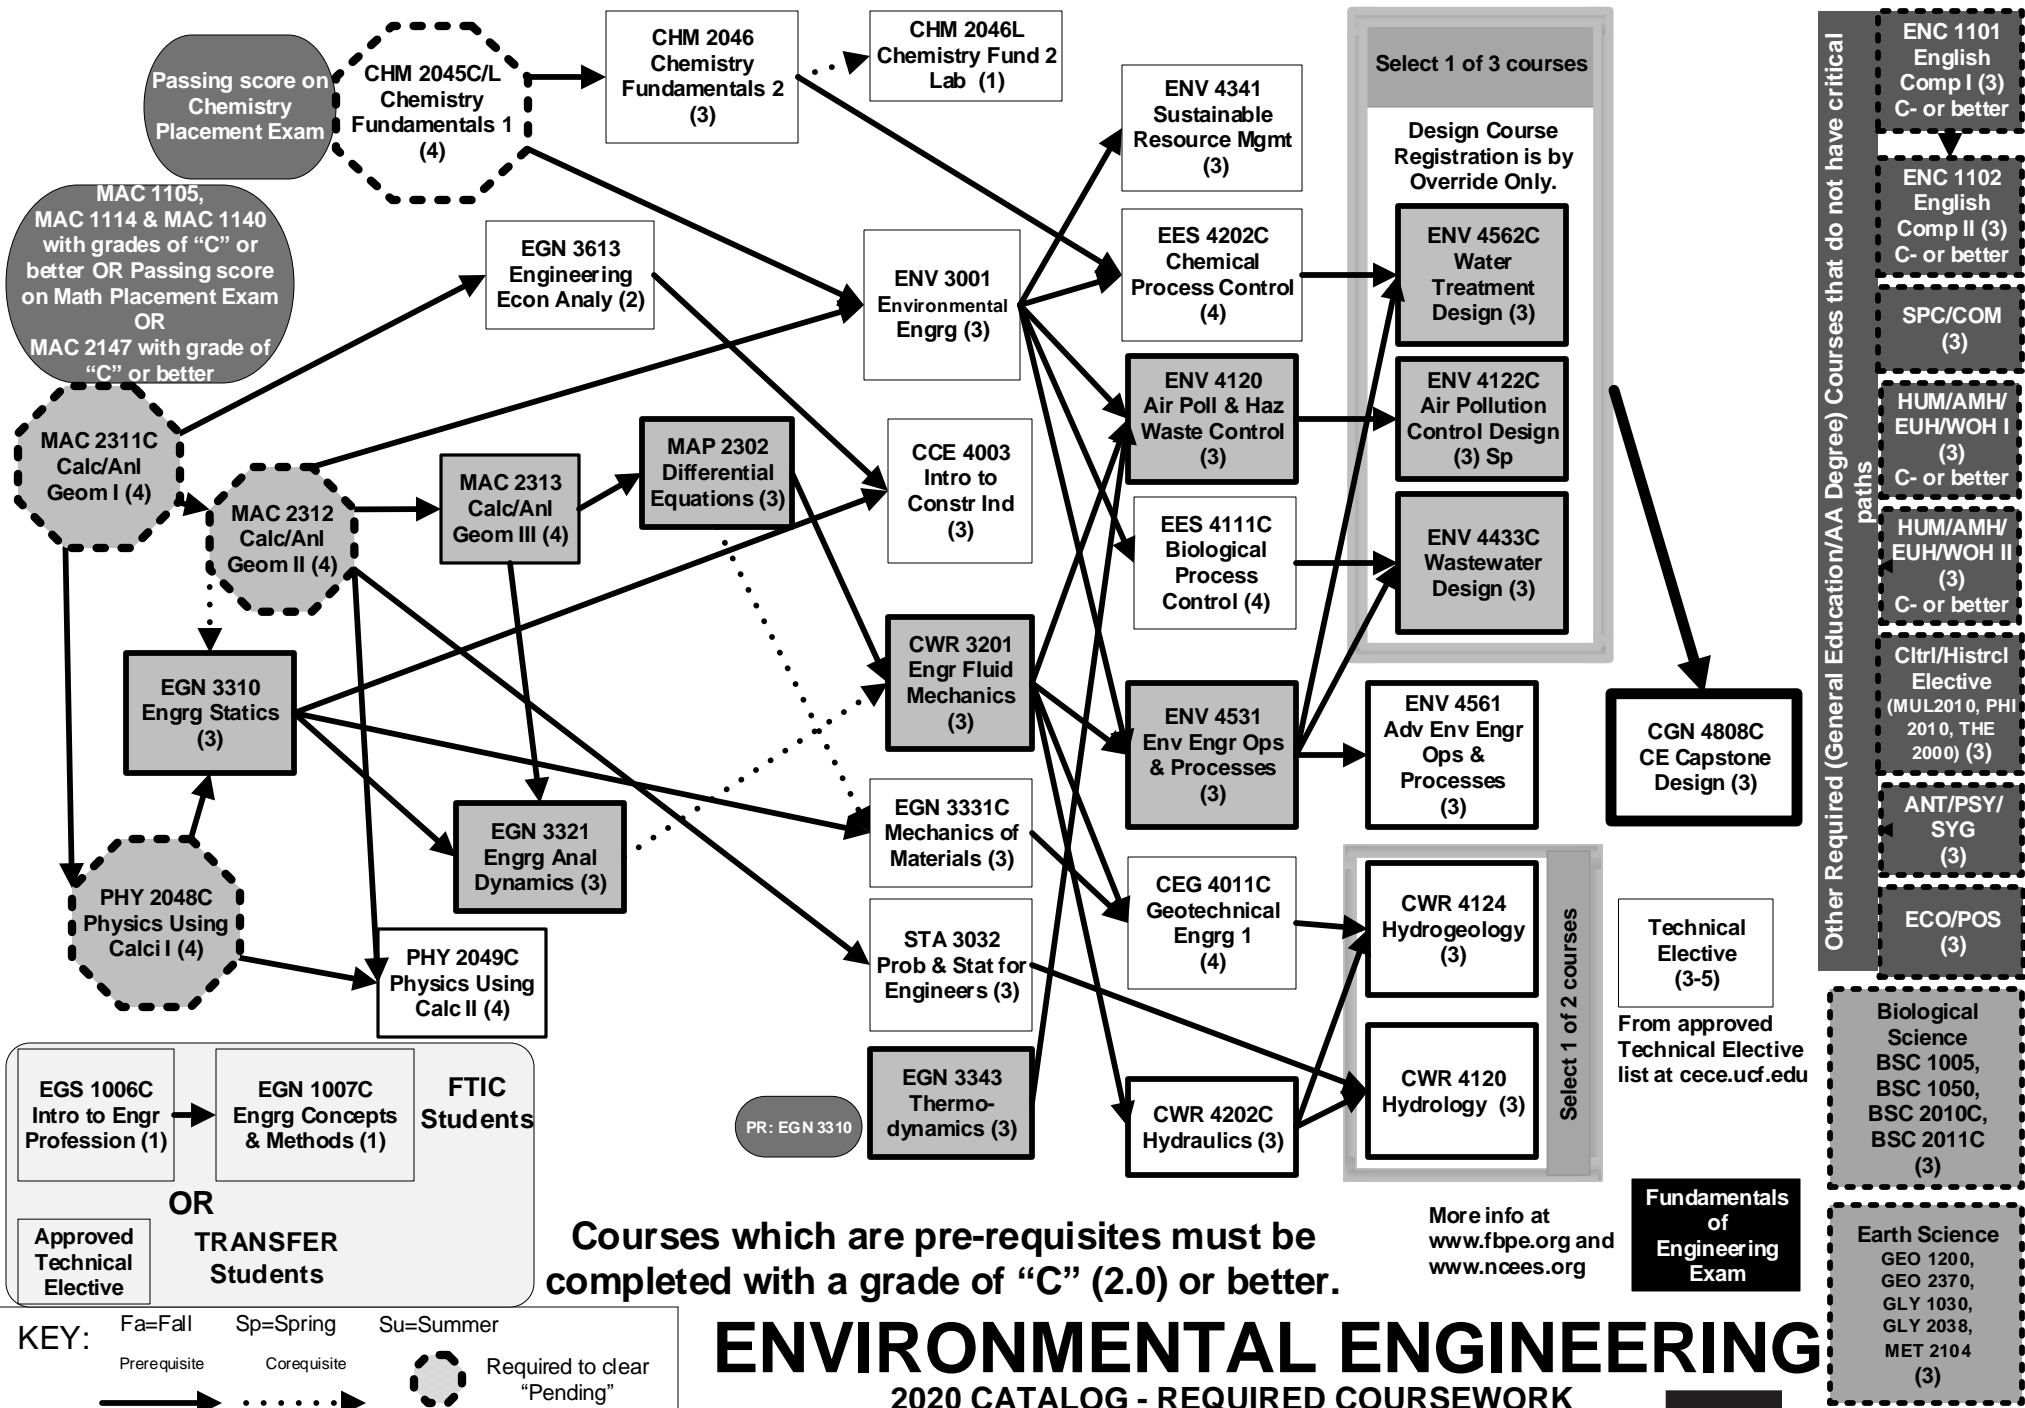 Passing score on
Chemistry
Placement Exam
CHM 2045C/L
Chemistry
Fundamentals 1
(4)
CHM 2046
Chemistry
Fundamentals 2
(3)
CHM 2046L
Chemistry Fund 2
Lab (1)
MAC 1105,
MAC 1114 & MAC 1140
with grades of “C” or
better OR Passing score
on Math Placement Exam
OR
MAC 2147 with grade of
“C” or better
EGN 3613
Engineering
Econ Analy (2)
ENV 3001
Environmental
Engrg (3)
ENV 4341
Sustainable
Resource Mgmt
(3)
EES 4202C
Chemical
Process Control
(4)
Select 1 of 3 courses
Design Course
Registration is by
Override Only.
ENV 4562C
Water
Treatment
Design (3)
ENV 4120
Air Poll & Haz
Waste Control
(3)
ENV 4122C
Air Pollution
Control Design
(3) Sp
MAC 2311C
Calc/Anl
Geom I (4)
MAC 2312
Calc/Anl
Geom II (4)
MAC 2313
Calc/Anl
Geom III (4)
MAP 2302
Differential
Equations (3)
CCE 4003
Intro to
Constr Ind
(3)
EES 4111C
Biological
Process
Control (4)
ENV 4433C
Wastewater
Design (3)
EGN 3310
Engrg Statics
(3)
CWR 3201
Engr Fluid
Mechanics
(3)
ENV 4531
Env Engr Ops
& Processes
(3)
ENV 4561
Adv Env Engr
Ops &
Processes
(3)
CGN 4808C
CE Capstone
Design (3)
EGN 3321
Engrg Anal
Dynamics (3)
EGN 3331C
Mechanics of
Materials (3)
PHY 2048C
Physics Using
Calci I (4)
PHY 2049C
Physics Using
Calc II (4)
STA 3032
Prob & Stat for
Engineers (3)
CEG 4011C
Geotechnical
Engrg 1
(4)
CWR 4124
Hydrogeology
(3)
Select 1 of 2 courses
Technical
Elective
(3-5)
From approved
Technical Elective
list at cece.ucf.edu
PR: EGN 3310
EGN 3343
Thermo-
dynamics (3)
CWR 4202C
Hydraulics (3)
CWR 4120
Hydrology (3)
EGS 1006C
Intro to Engr
Profession (1)
EGN 1007C
Engrg Concepts
& Methods (1)
FTIC
Students
OR
Approved
Technical
Elective
TRANSFER
Students
Other Required (General Education/AA Degree) Courses that do not have critical
paths
ENC 1101
English
Comp I (3)
C- or better
ENC 1102
English
Comp II (3)
C- or better
SPC/COM
(3)
HUM/AMH/
EUH/WOH I
(3)
C- or better
HUM/AMH/
EUH/WOH II
(3)
C- or better
Cltrl/Histrcl
Elective
(MUL2010, PHI
2010, THE
2000) (3)
ANT/PSY/
SYG
(3)
ECO/POS
(3)
Biological
Science
BSC 1005,
BSC 1050,
BSC 2010C,
BSC 2011C
(3)
Earth Science
GEO 1200,
GEO 2370,
GLY 1030,
GLY 2038,
MET 2104
(3)
Courses which are pre-requisites must be
completed with a grade of “C” (2.0) or better.
More info at
www.fbpe.org and
www.ncees.org
Fundamentals
of
Engineering
Exam
KEY:
Fa=Fall
Sp=Spring
Su=Summer
Prerequisite
Corequisite
Required to clear
“Pending”
ENVIRONMENTAL ENGINEERING
2020 CATALOG - REQUIRED COURSEWORK